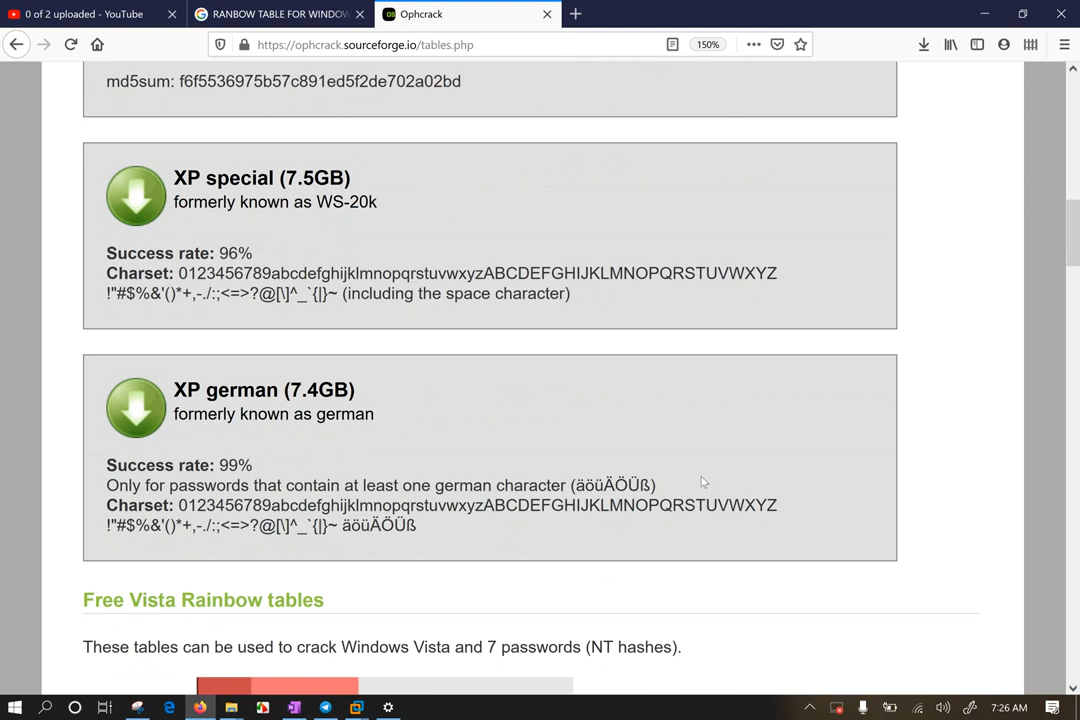 0 of 2 uploaded - YouTube
RANBOW TABLE FOR WINDOW
Ophcrack
https://ophcrack.sourceforge.io/tables.php
150%
md5sum: f6f5536975b57c891ed5f2de702a02bd
XP special (7.5GB)
formerly known as WS-20k
Success rate: 96%
Charset: 0123456789abcdefghijklmnopqrstuvwxyzABCDEFGHIJKLMNOPQRSTUVWXYZ
!"#$%&'()*+,-./:;<=>?@[\]^_`{|}~ (including the space character)
XP german (7.4GB)
formerly known as german
Success rate: 99%
Only for passwords that contain at least one german character (äöüÄÖÜß)
Charset: 0123456789abcdefghijklmnopqrstuvwxyzABCDEFGHIJKLMNOPQRSTUVWXYZ
!"#$%&'()*+,-./:;<=>?@[\]^_`{|}~ äöüÄÖÜß
Free Vista Rainbow tables
These tables can be used to crack Windows Vista and 7 passwords (NT hashes).
7:26 AM